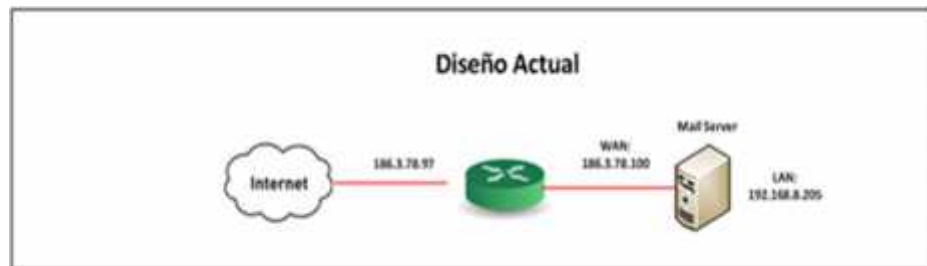 Diseño Actual
Mail Server
WAN:
186.3.78.97
186.3.78.100
Internet
LAN:
192.168.8.205